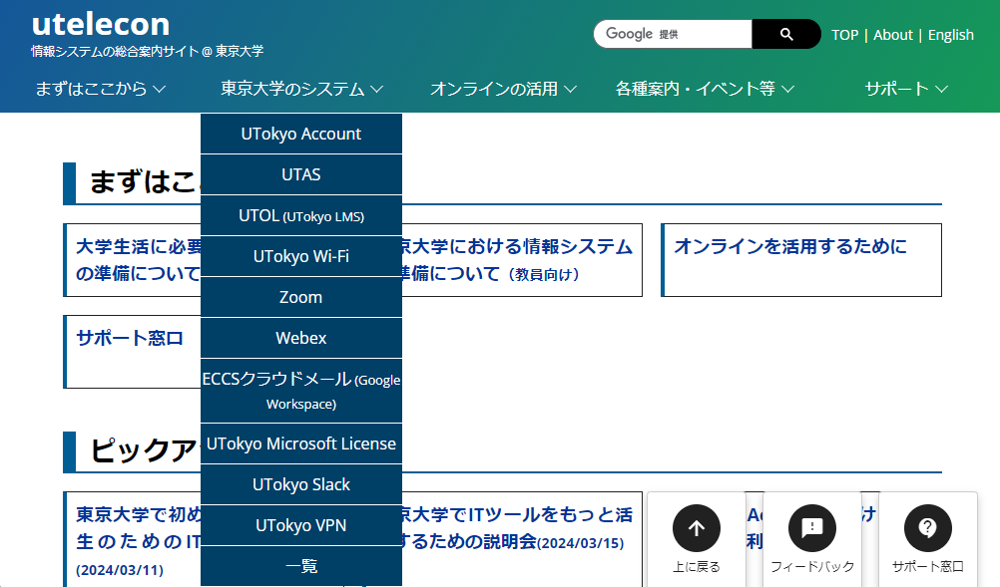 utelecon
情報システムの総合案内サイト @ 東京大学
Google 提供
TOP | About | English
まずはここから
東京大学のシステム
オンラインの活用
各種案内・イベント等
サポート
UTokyo Account
UTAS
UTOL (UTokyo LMS)
UTokyo Wi-Fi
Zoom
Webex
ECCSクラウドメール (Google
Workspace)
UTokyo Microsoft License
UTokyo Slack
UTokyo VPN
一覧
まずはこ
大学生活に必要
の準備について
京大学における情報システム
準備について（教員向け）
オンラインを活用するために
サポート窓口
ピックア
東京大学で初め
生のためのIT
(2024/03/11)
京大学でITツールをもっと活
するための説明会(2024/03/15)
け
利
上に戻る
フィードバック
サポート窓口